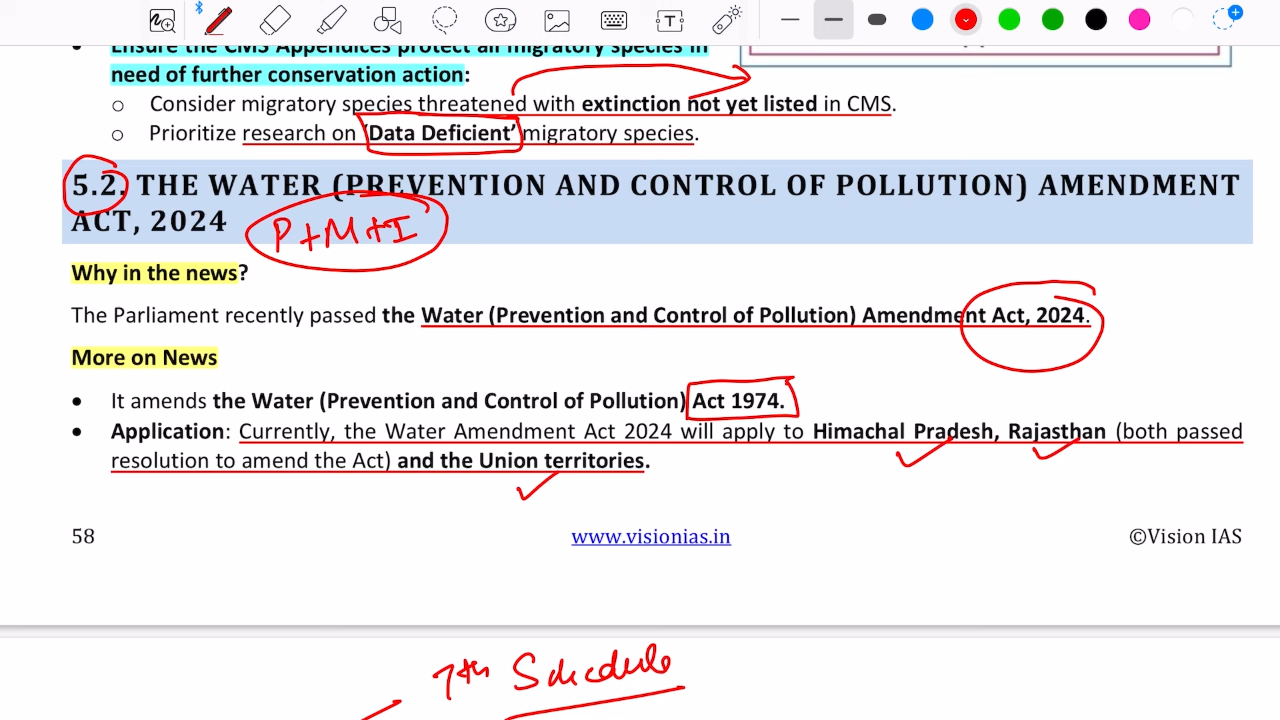 Ensure the CMS Appendices protect all migratory species in
need of further conservation action:
o Consider migratory species threatened with extinction not yet listed in CMS.
o Prioritize research on 'Data Deficient' migratory species.
5.2. THE WATER (PREVENTION AND CONTROL OF POLLUTION) AMENDMENT
ACT, 2024
P+M+I
Why in the news?
The Parliament recently passed the Water (Prevention and Control of Pollution) Amendment Act, 2024.
More on News
• It amends the Water (Prevention and Control of Pollution) Act 1974.
• Application: Currently, the Water Amendment Act 2024 will apply to Himachal Pradesh, Rajasthan (both passed
resolution to amend the Act) and the Union territories.
58 www.visionias.in ©Vision IAS
7th Schedule